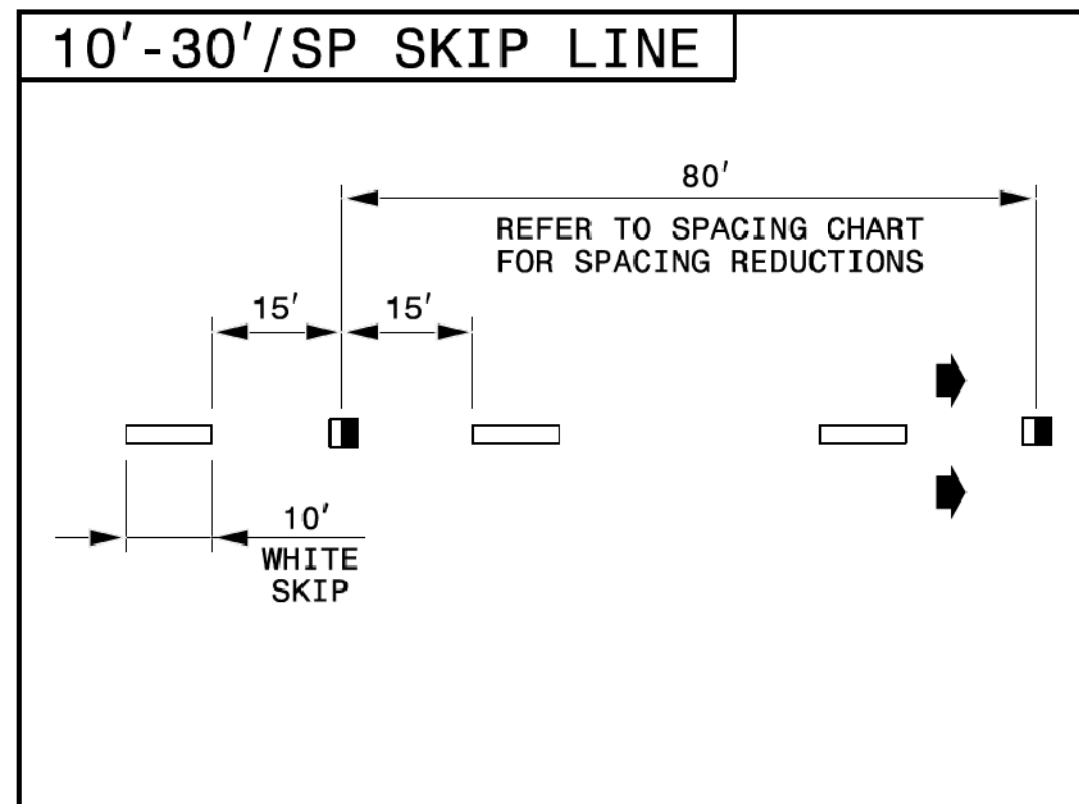 10'-30'/SP SKIP LINE
80'
REFER TO SPACING CHART
FOR SPACING REDUCTIONS
15'
15'
10'
WHITE
SKIP